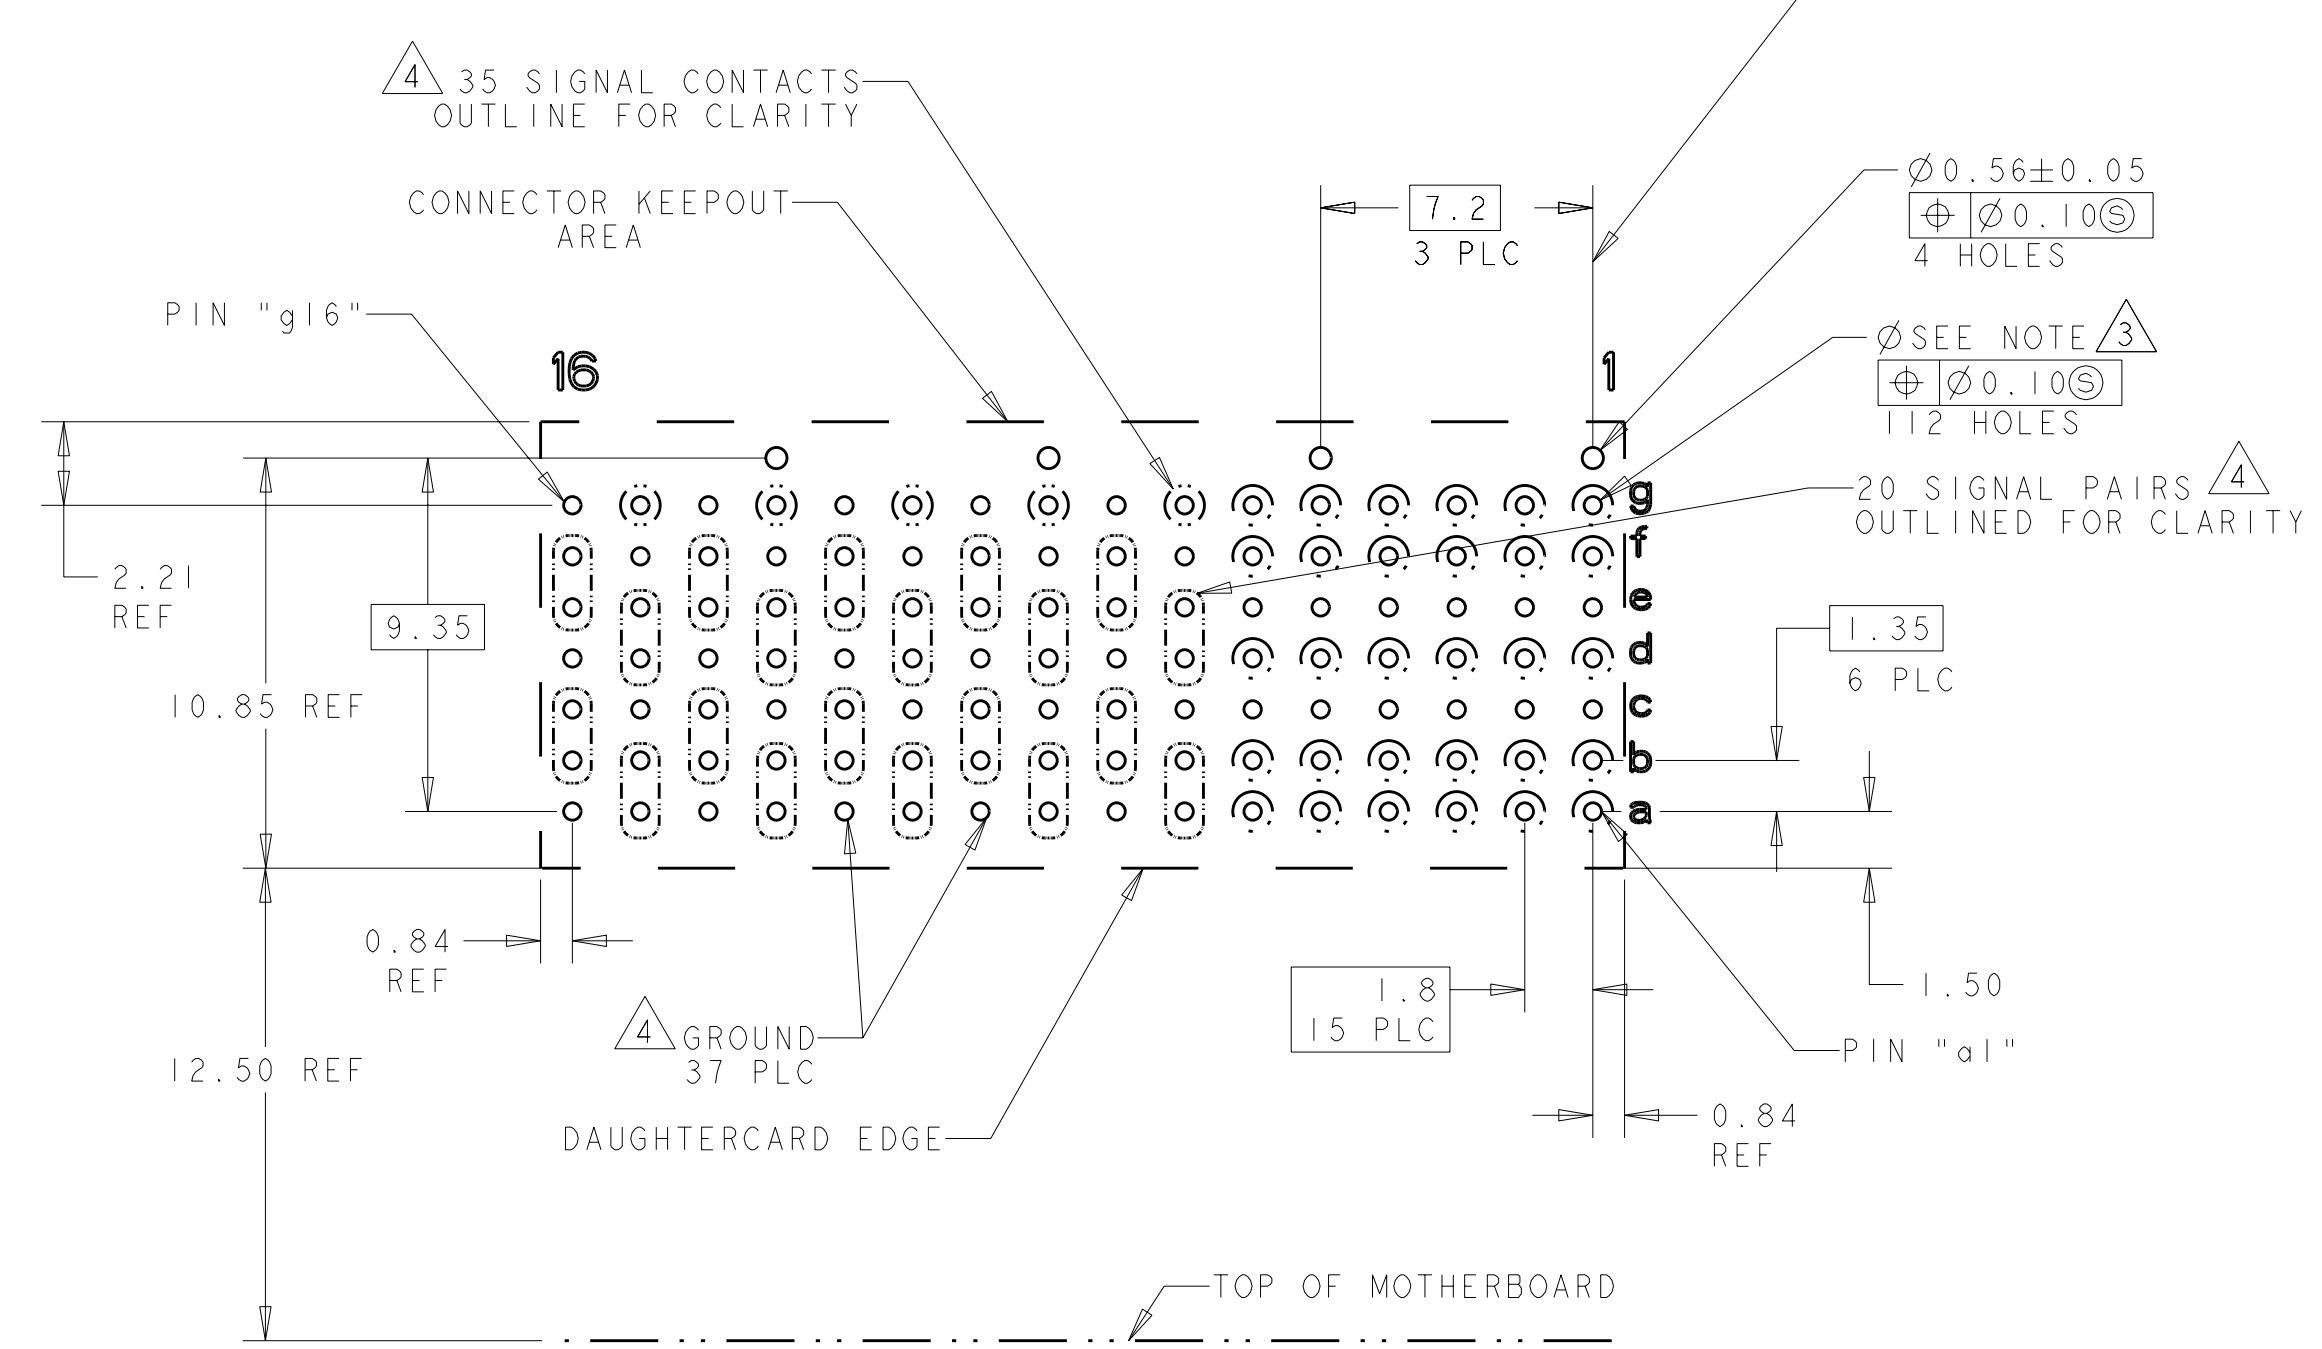 4 35 SIGNAL CONTACTS
OUTLINE FOR CLARITY
CONNECTOR KEEPOUT
AREA
PIN "g16"
7.2
3 PLC
Ø0.56±0.05
⌖ Ø0.10Ⓢ
4 HOLES
ØSEE NOTE 3
⌖ Ø0.10Ⓢ
112 HOLES
20 SIGNAL PAIRS 4
OUTLINED FOR CLARITY
16
1
g
f
e
d
c
b
a
2.21
REF
9.35
10.85 REF
1.35
6 PLC
0.84
REF
12.50 REF
4 GROUND
37 PLC
DAUGHTERCARD EDGE
1.8
15 PLC
1.50
PIN "a1"
0.84
REF
TOP OF MOTHERBOARD